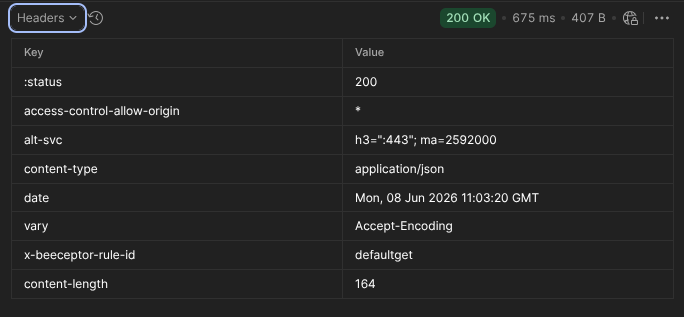 Headers 200 OK • 675 ms • 407 B •
Key Value
:status 200
access-control-allow-origin *
alt-svc h3=":443"; ma=2592000
content-type application/json
date Mon, 08 Jun 2026 11:03:20 GMT
vary Accept-Encoding
x-beeceptor-rule-id defaultget
content-length 164